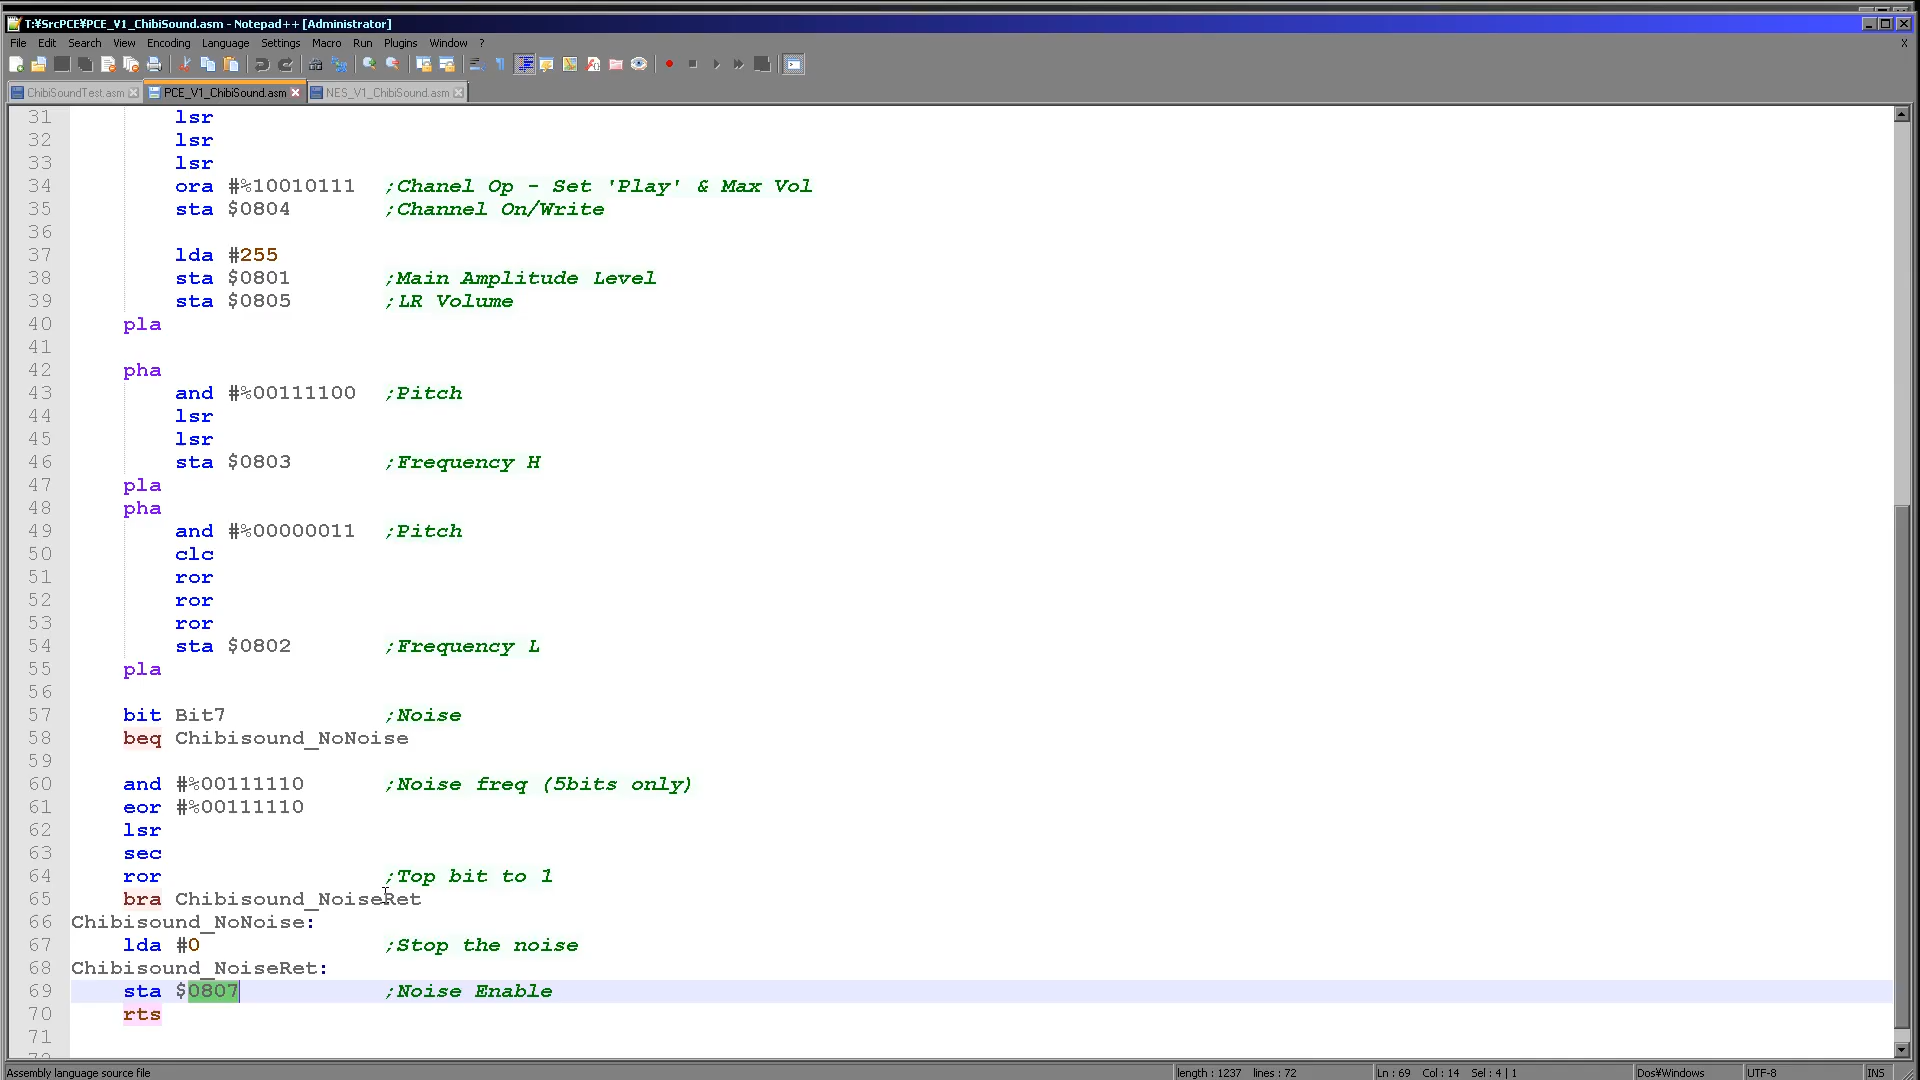 T:¥SrcPCE¥PCE_V1_ChibiSound.asm - Notepad++ [Administrator]
File Edit Search View Encoding Language Settings Macro Run Plugins Window ? X
ChibiSoundTest.asm PCE_V1_ChibiSound.asm NES_V1_ChibiSound.asm
31 lsr
32 lsr
33 lsr
34 ora #%10010111 ;Chanel Op - Set 'Play' & Max Vol
35 sta $0804 ;Channel On/Write
36
37 lda #255
38 sta $0801 ;Main Amplitude Level
39 sta $0805 ;LR Volume
40 pla
41
42 pha
43 and #%00111100 ;Pitch
44 lsr
45 lsr
46 sta $0803 ;Frequency H
47 pla
48 pha
49 and #%00000011 ;Pitch
50 clc
51 ror
52 ror
53 ror
54 sta $0802 ;Frequency L
55 pla
56
57 bit Bit7 ;Noise
58 beq Chibisound_NoNoise
59
60 and #%00111110 ;Noise freq (5bits only)
61 eor #%00111110
62 lsr
63 sec
64 ror ;Top bit to 1
65 bra Chibisound_NoiseRet
66 Chibisound_NoNoise:
67 lda #0 ;Stop the noise
68 Chibisound_NoiseRet:
69 sta $0807 ;Noise Enable
70 rts
71
72
Assembly language source file length : 1237 lines : 72 Ln : 69 Col : 14 Sel : 4 | 1 Dos¥Windows UTF-8 INS